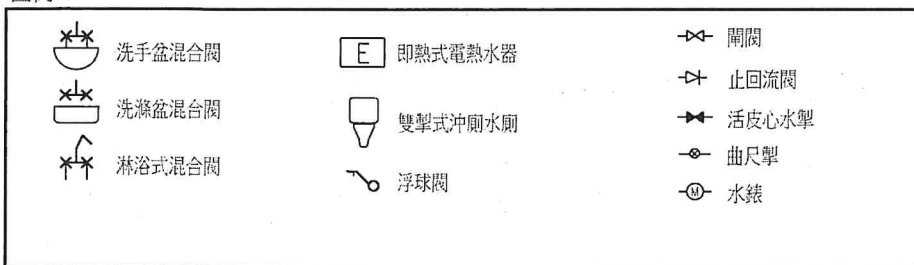 洗手盆混合閥
洗滌盆混合閥
淋浴式混合閥
E 即熱式電熱水器
雙掣式沖廁水廁
浮球閥
閘閥
止回流閥
活皮心水掣
曲尺掣
M 水錶